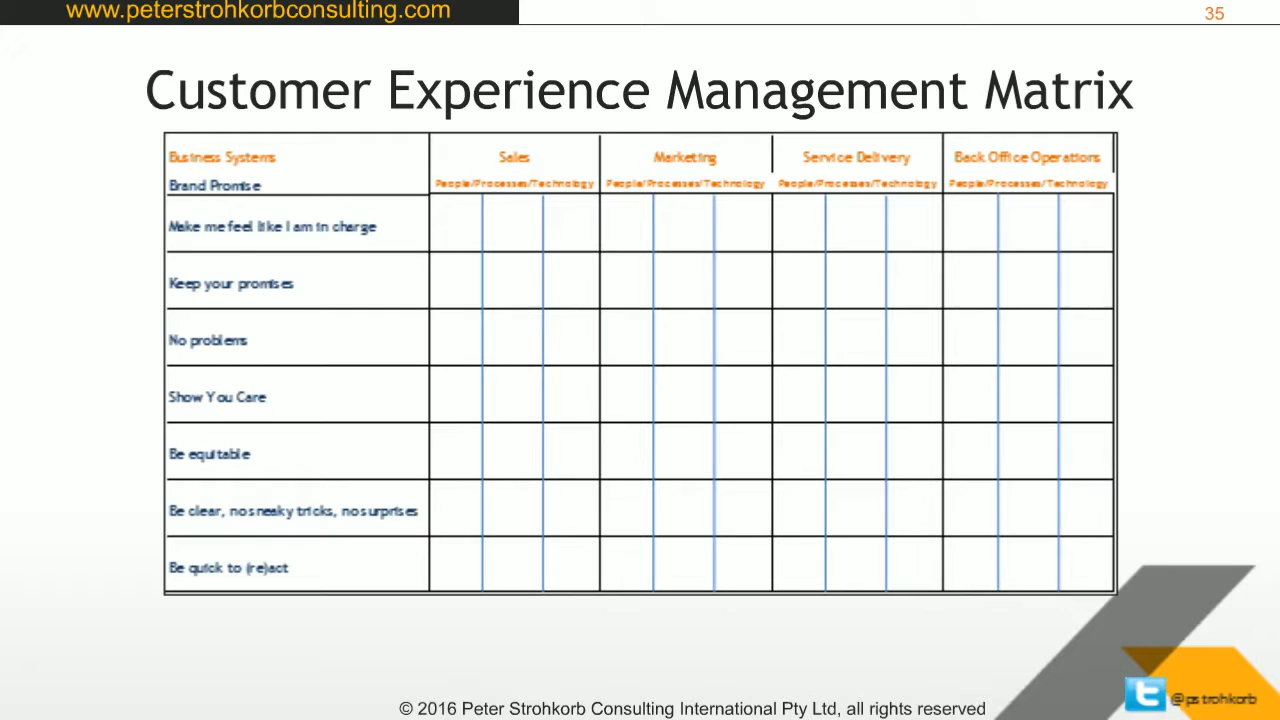 www.peterstrohkorbconsulting.com
35
Customer Experience Management Matrix
Business Systems Sales Marketing Service Delivery Back Office Operations
Brand Promise People/Processes/Technology People/Processes/Technology People/Processes/Technology People/Processes/Technology
Make me feel like I am in charge
Keep your promises
No problems
Show You Care
Be equitable
Be clear, no sneaky tricks, no surprises
Be quick to (re)act
@pstrohkorb
© 2016 Peter Strohkorb Consulting International Pty Ltd, all rights reserved